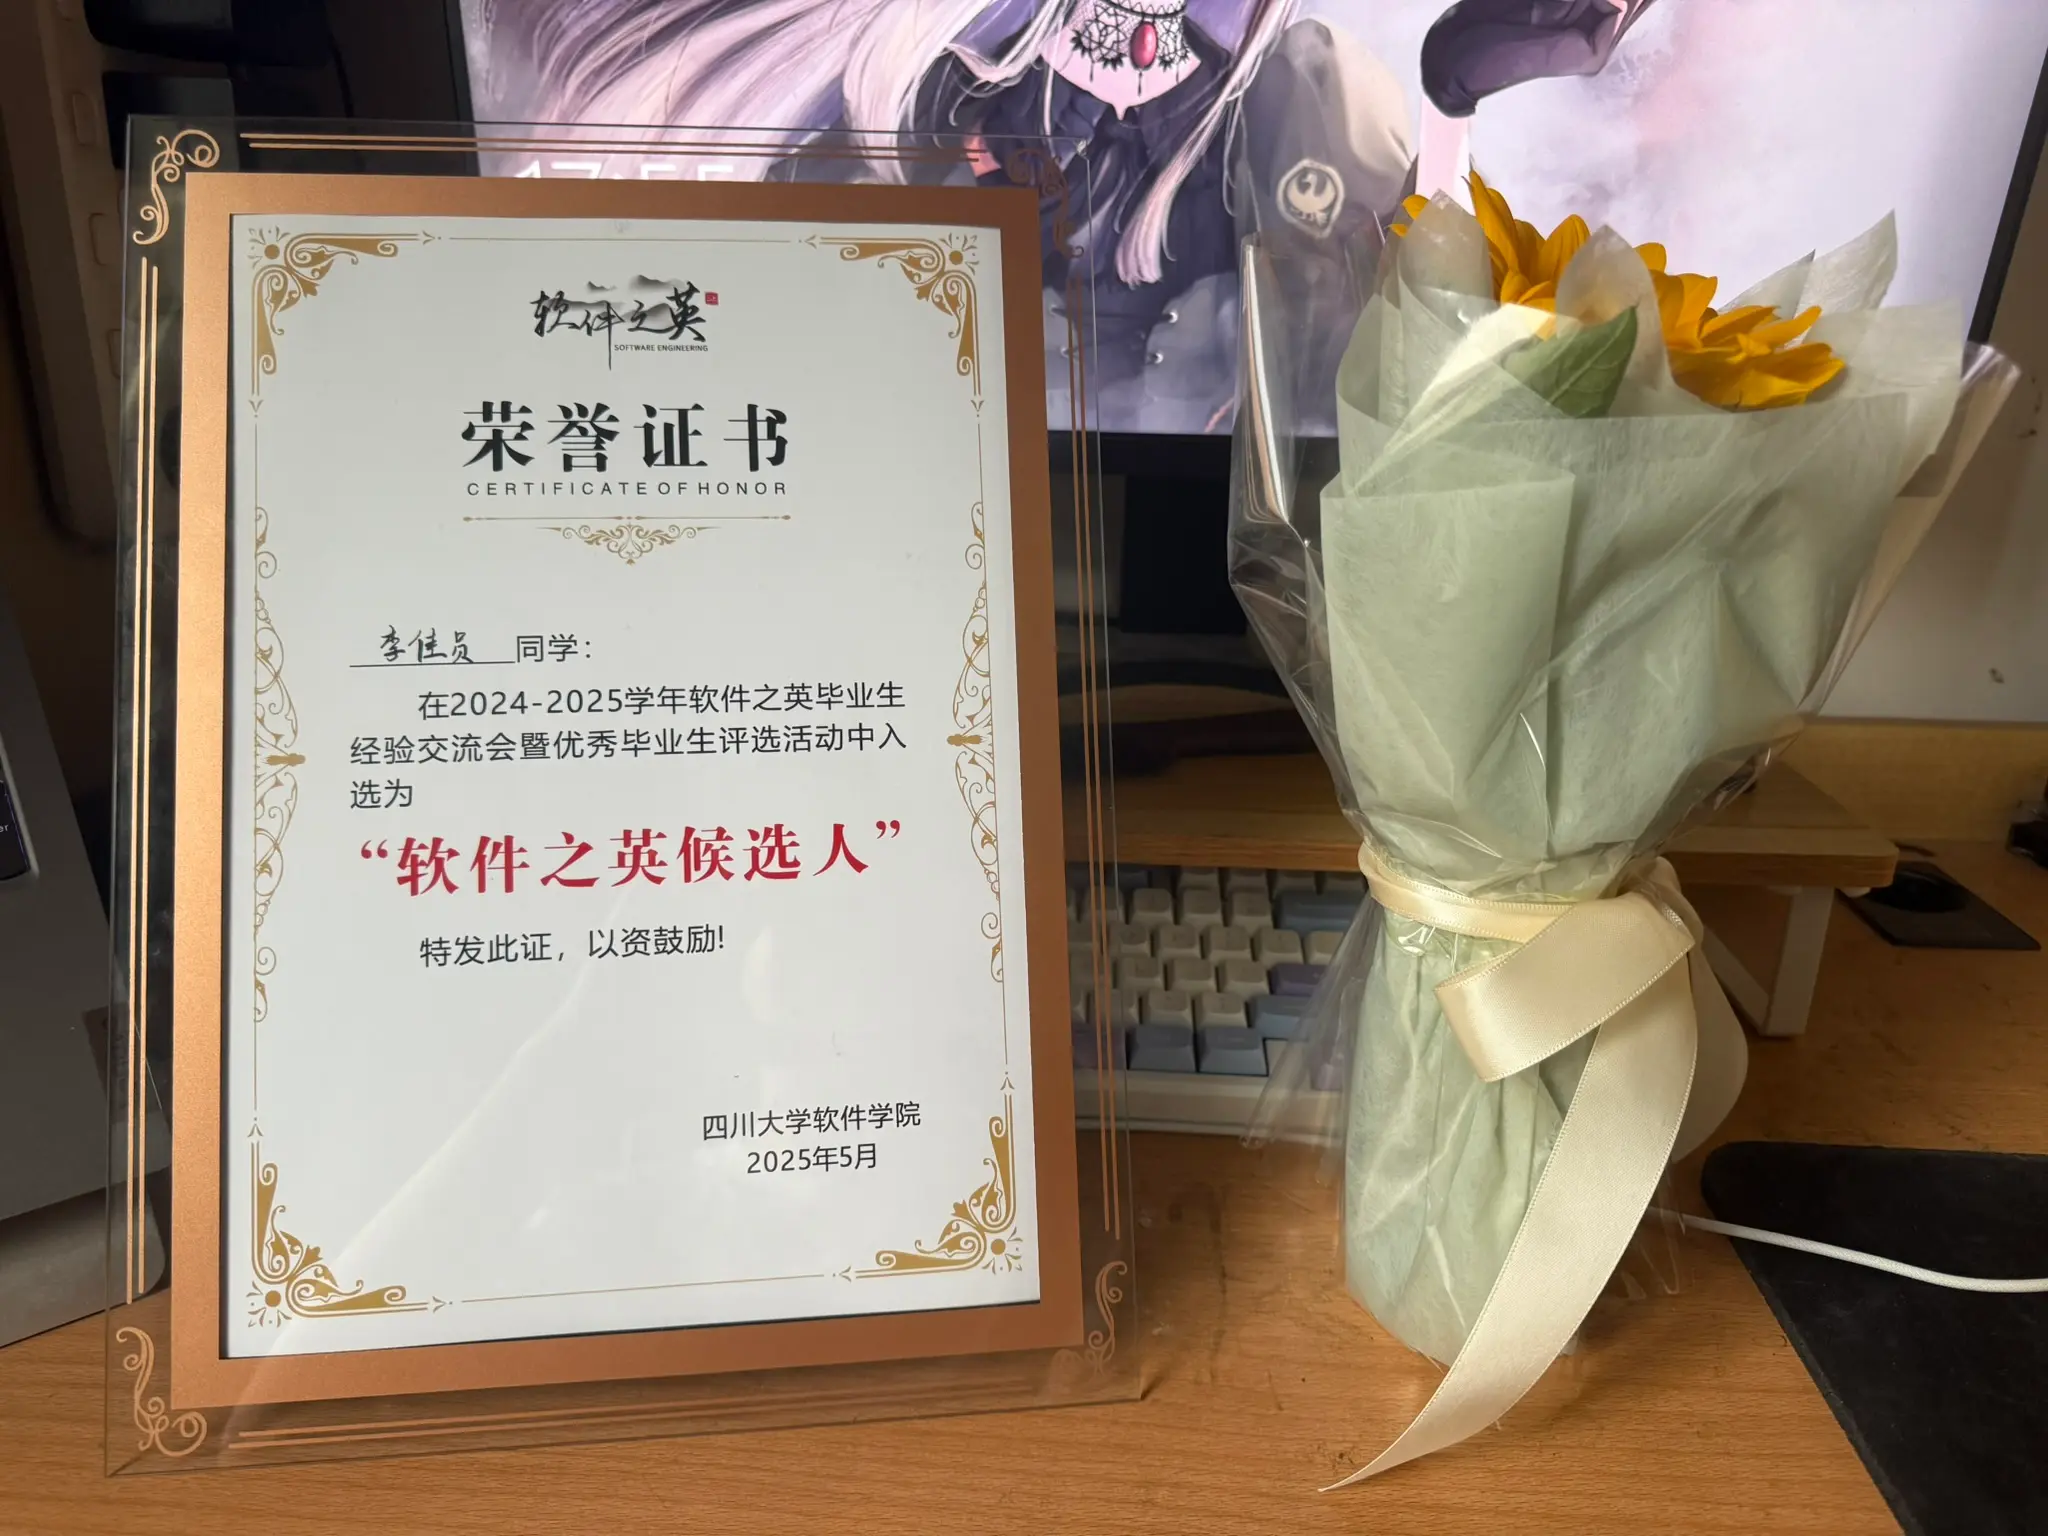 17:55
软件之英
SOFTWARE ENGINEERING
荣誉证书
CERTIFICATE OF HONOR
李佳员 同学：
在2024-2025学年软件之英毕业生
经验交流会暨优秀毕业生评选活动中入
选为
“软件之英候选人”
特发此证，以资鼓励！
四川大学软件学院
2025年5月